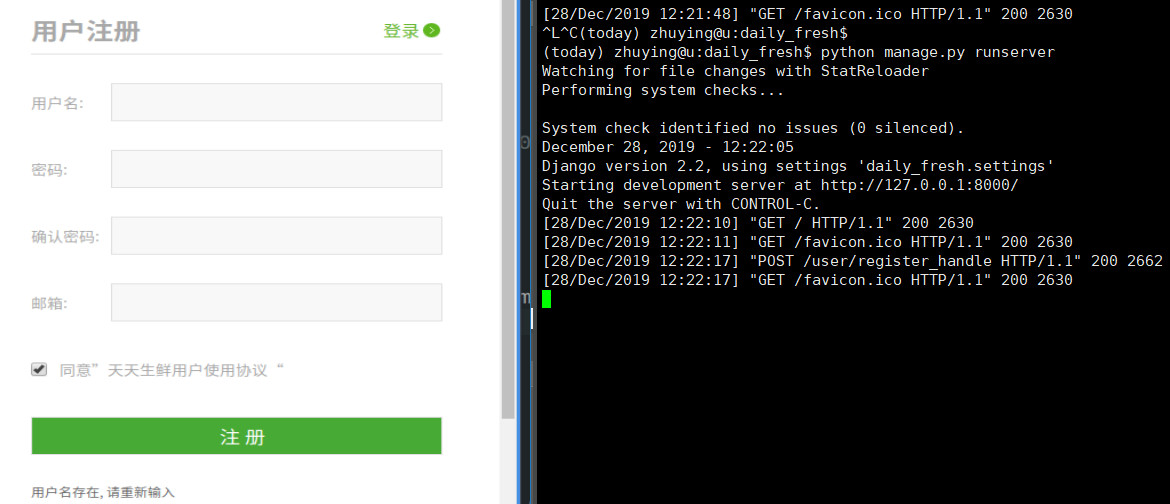 用户注册
登录
用户名:
密码:
确认密码:
邮箱:
同意”天天生鲜用户使用协议“
注 册
用户名存在, 请重新输入
0
m
[28/Dec/2019 12:21:48] "GET /favicon.ico HTTP/1.1" 200 2630
^L^C(today) zhuying@u:daily_fresh$
(today) zhuying@u:daily_fresh$ python manage.py runserver
Watching for file changes with StatReloader
Performing system checks...
System check identified no issues (0 silenced).
December 28, 2019 - 12:22:05
Django version 2.2, using settings 'daily_fresh.settings'
Starting development server at http://127.0.0.1:8000/
Quit the server with CONTROL-C.
[28/Dec/2019 12:22:10] "GET / HTTP/1.1" 200 2630
[28/Dec/2019 12:22:11] "GET /favicon.ico HTTP/1.1" 200 2630
[28/Dec/2019 12:22:17] "POST /user/register_handle HTTP/1.1" 200 2662
[28/Dec/2019 12:22:17] "GET /favicon.ico HTTP/1.1" 200 2630